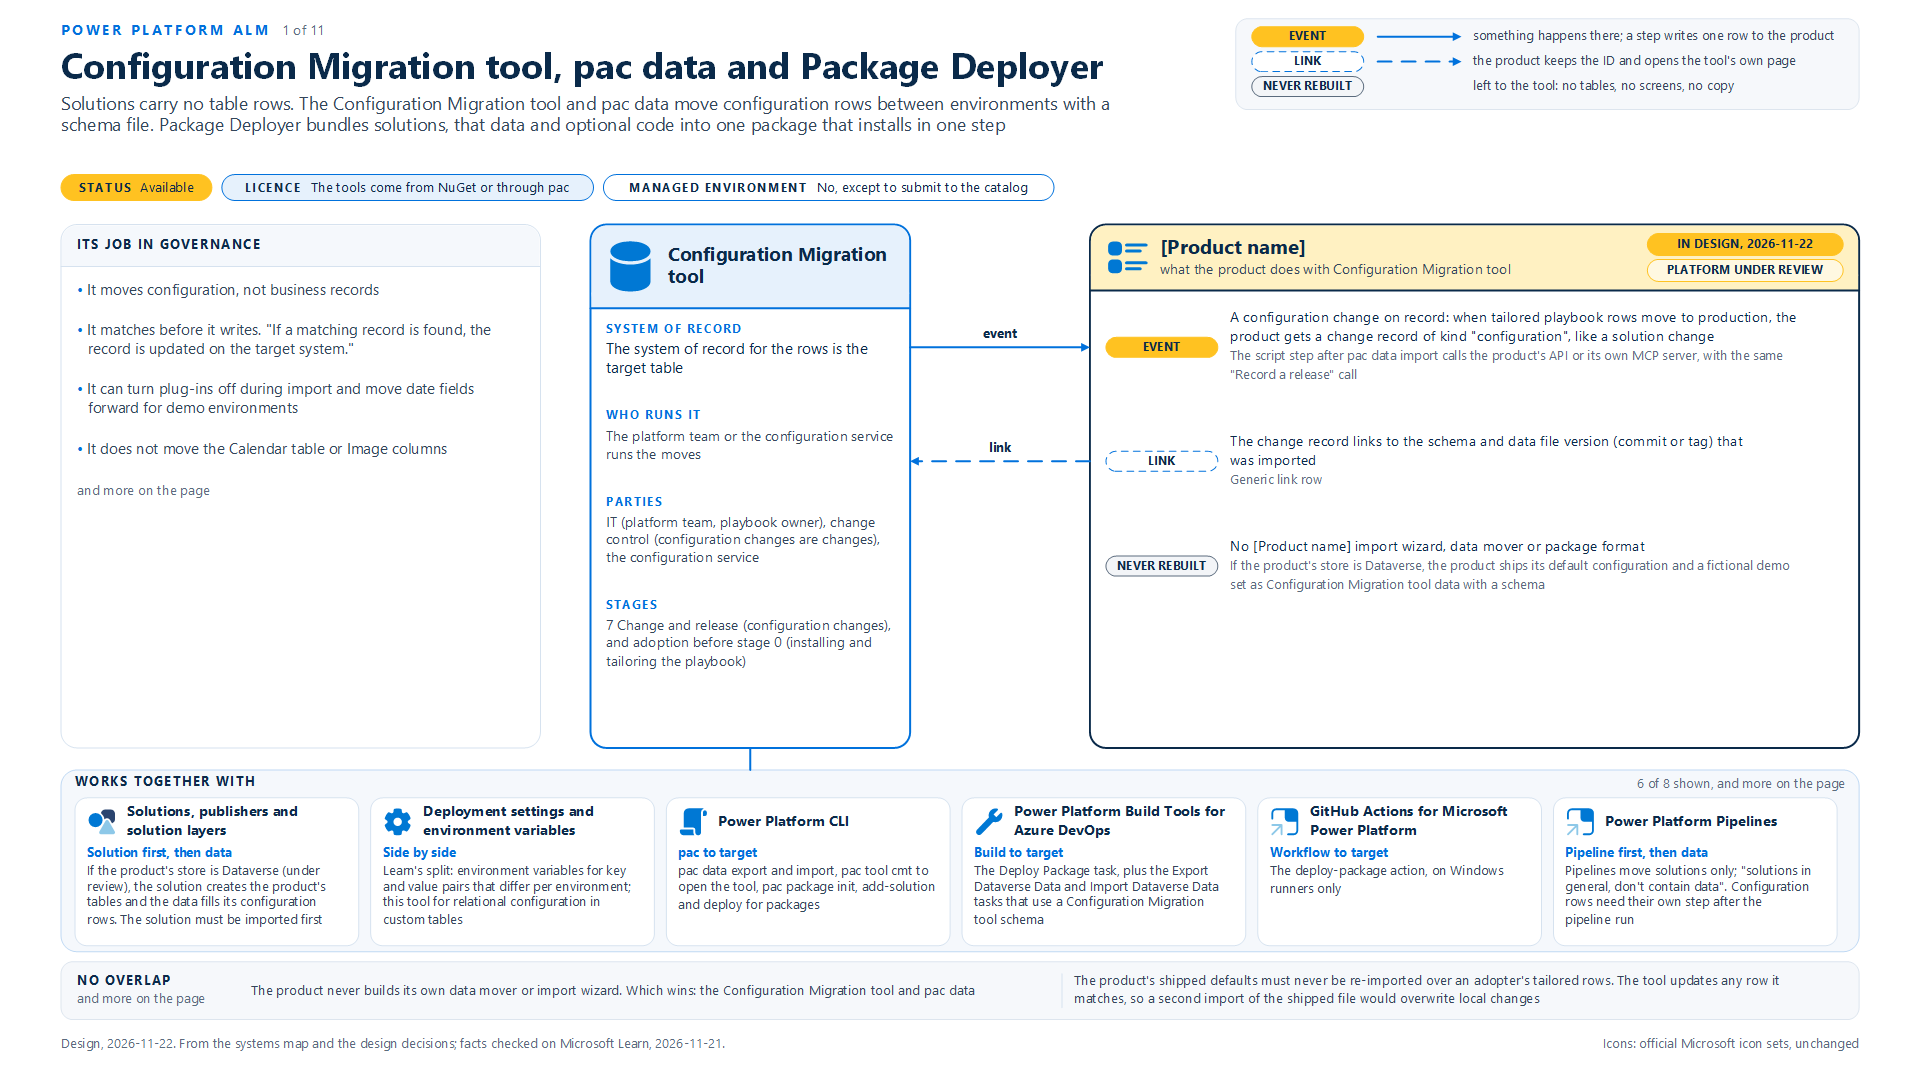 POWER PLATFORM ALM 1 of 11
Configuration Migration tool, pac data and Package Deployer
Solutions carry no table rows. The Configuration Migration tool and pac data move configuration rows between environments with a
schema file. Package Deployer bundles solutions, that data and optional code into one package that installs in one step
EVENT something happens there; a step writes one row to the product
LINK the product keeps the ID and opens the tool's own page
NEVER REBUILT left to the tool: no tables, no screens, no copy
STATUS Available
LICENCE The tools come from NuGet or through pac
MANAGED ENVIRONMENT No, except to submit to the catalog
ITS JOB IN GOVERNANCE
• It moves configuration, not business records
• It matches before it writes. "If a matching record is found, the
record is updated on the target system."
• It can turn plug-ins off during import and move date fields
forward for demo environments
• It does not move the Calendar table or Image columns
and more on the page
Configuration Migration
tool
SYSTEM OF RECORD
The system of record for the rows is the
target table
WHO RUNS IT
The platform team or the configuration service
runs the moves
PARTIES
IT (platform team, playbook owner), change
control (configuration changes are changes),
the configuration service
STAGES
7 Change and release (configuration changes),
and adoption before stage 0 (installing and
tailoring the playbook)
event
link
[Product name]
what the product does with Configuration Migration tool
IN DESIGN, 2026-11-22
PLATFORM UNDER REVIEW
EVENT
A configuration change on record: when tailored playbook rows move to production, the
product gets a change record of kind "configuration", like a solution change
The script step after pac data import calls the product's API or its own MCP server, with the same
"Record a release" call
LINK
The change record links to the schema and data file version (commit or tag) that
was imported
Generic link row
NEVER REBUILT
No [Product name] import wizard, data mover or package format
If the product's store is Dataverse, the product ships its default configuration and a fictional demo
set as Configuration Migration tool data with a schema
WORKS TOGETHER WITH
6 of 8 shown, and more on the page
Solutions, publishers and
solution layers
Solution first, then data
If the product's store is Dataverse (under
review), the solution creates the product's
tables and the data fills its configuration
rows. The solution must be imported first
Deployment settings and
environment variables
Side by side
Learn's split: environment variables for key
and value pairs that differ per environment;
this tool for relational configuration in
custom tables
Power Platform CLI
pac to target
pac data export and import, pac tool cmt to
open the tool, pac package init, add-solution
and deploy for packages
Power Platform Build Tools for
Azure DevOps
Build to target
The Deploy Package task, plus the Export
Dataverse Data and Import Dataverse Data
tasks that use a Configuration Migration
tool schema
GitHub Actions for Microsoft
Power Platform
Workflow to target
The deploy-package action, on Windows
runners only
Power Platform Pipelines
Pipeline first, then data
Pipelines move solutions only; "solutions in
general, don't contain data". Configuration
rows need their own step after the
pipeline run
NO OVERLAP
and more on the page
The product never builds its own data mover or import wizard. Which wins: the Configuration Migration tool and pac data
The product's shipped defaults must never be re-imported over an adopter's tailored rows. The tool updates any row it
matches, so a second import of the shipped file would overwrite local changes
Design, 2026-11-22. From the systems map and the design decisions; facts checked on Microsoft Learn, 2026-11-21.
Icons: official Microsoft icon sets, unchanged